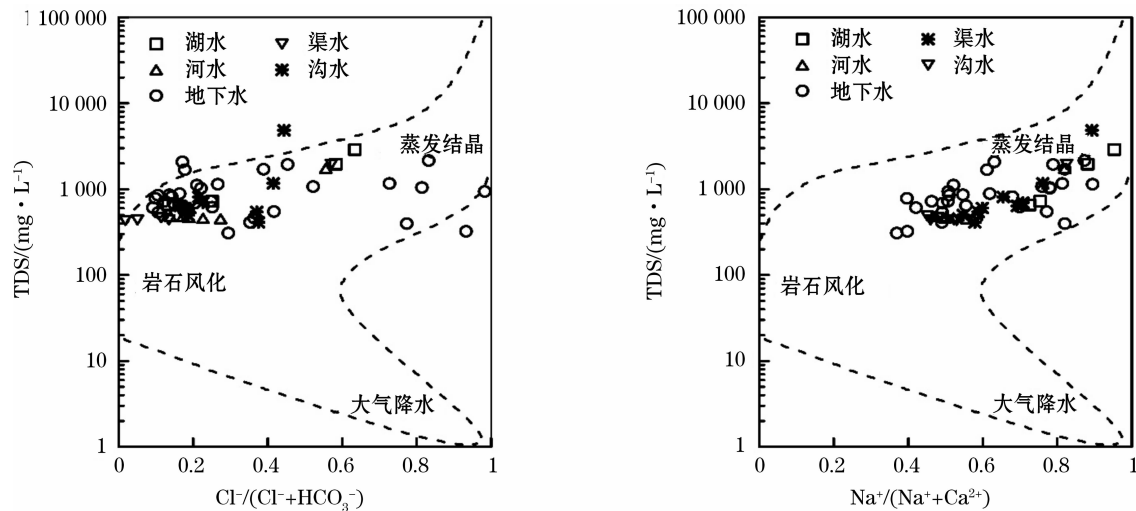 1 100 000
10 000
1 000
100
10
1
TDS/(mg·L⁻¹)
湖水
河水
地下水
渠水
沟水
蒸发结晶
岩石风化
大气降水
0 0.2 0.4 0.6 0.8 1
Cl⁻/(Cl⁻+HCO₃⁻)
100 000
10 000
1 000
100
10
1
TDS/(mg·L⁻¹)
湖水
河水
地下水
渠水
沟水
蒸发结晶
岩石风化
大气降水
0 0.2 0.4 0.6 0.8 1
Na⁺/(Na⁺+Ca²⁺)